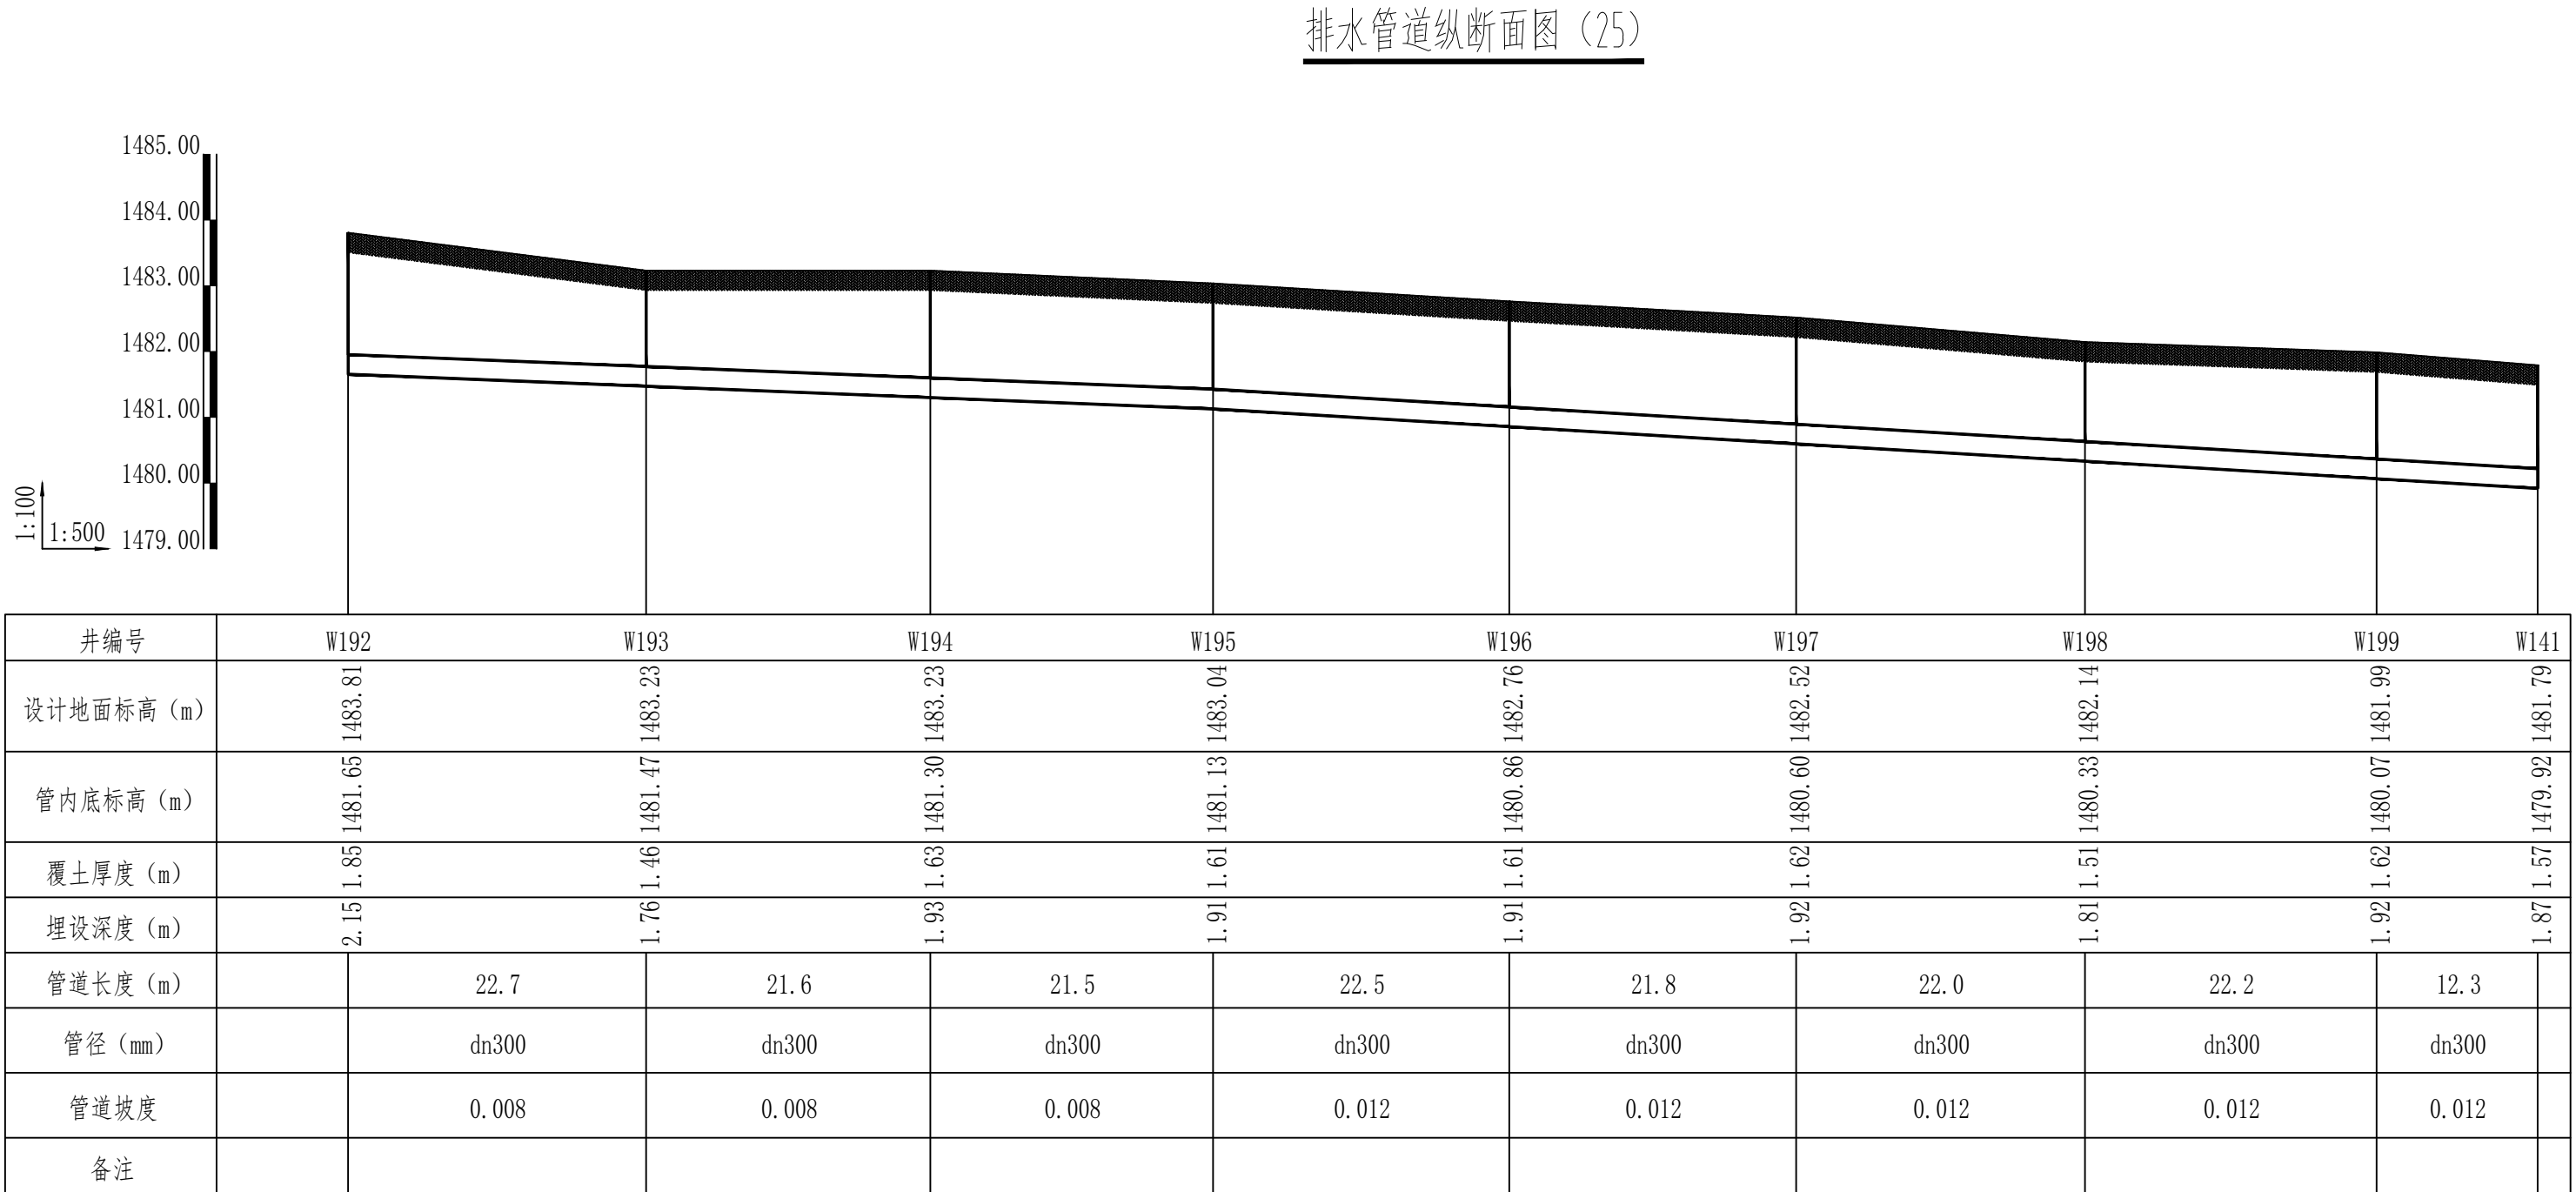 排水管道纵断面图（25）
1485.00
1484.00
1483.00
1482.00
1481.00
1480.00
1479.00
1:100
1:500
井编号 W192 W193 W194 W195 W196 W197 W198 W199 W141
设计地面标高（m） 1483.81 1483.23 1483.23 1483.04 1482.76 1482.52 1482.14 1481.99 1481.79
管内底标高（m） 1481.65 1481.47 1481.30 1481.13 1480.86 1480.60 1480.33 1480.07 1479.92
覆土厚度（m） 1.85 1.46 1.63 1.61 1.61 1.62 1.51 1.62 1.57
埋设深度（m） 2.15 1.76 1.93 1.91 1.91 1.92 1.81 1.92 1.87
管道长度（m） 22.7 21.6 21.5 22.5 21.8 22.0 22.2 12.3
管径（mm） dn300 dn300 dn300 dn300 dn300 dn300 dn300 dn300
管道坡度 0.008 0.008 0.008 0.012 0.012 0.012 0.012 0.012
备注